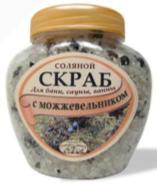 СОЛЯНОЙ
СКРАБ
Для бани, сауны, ванны
с можжевельником